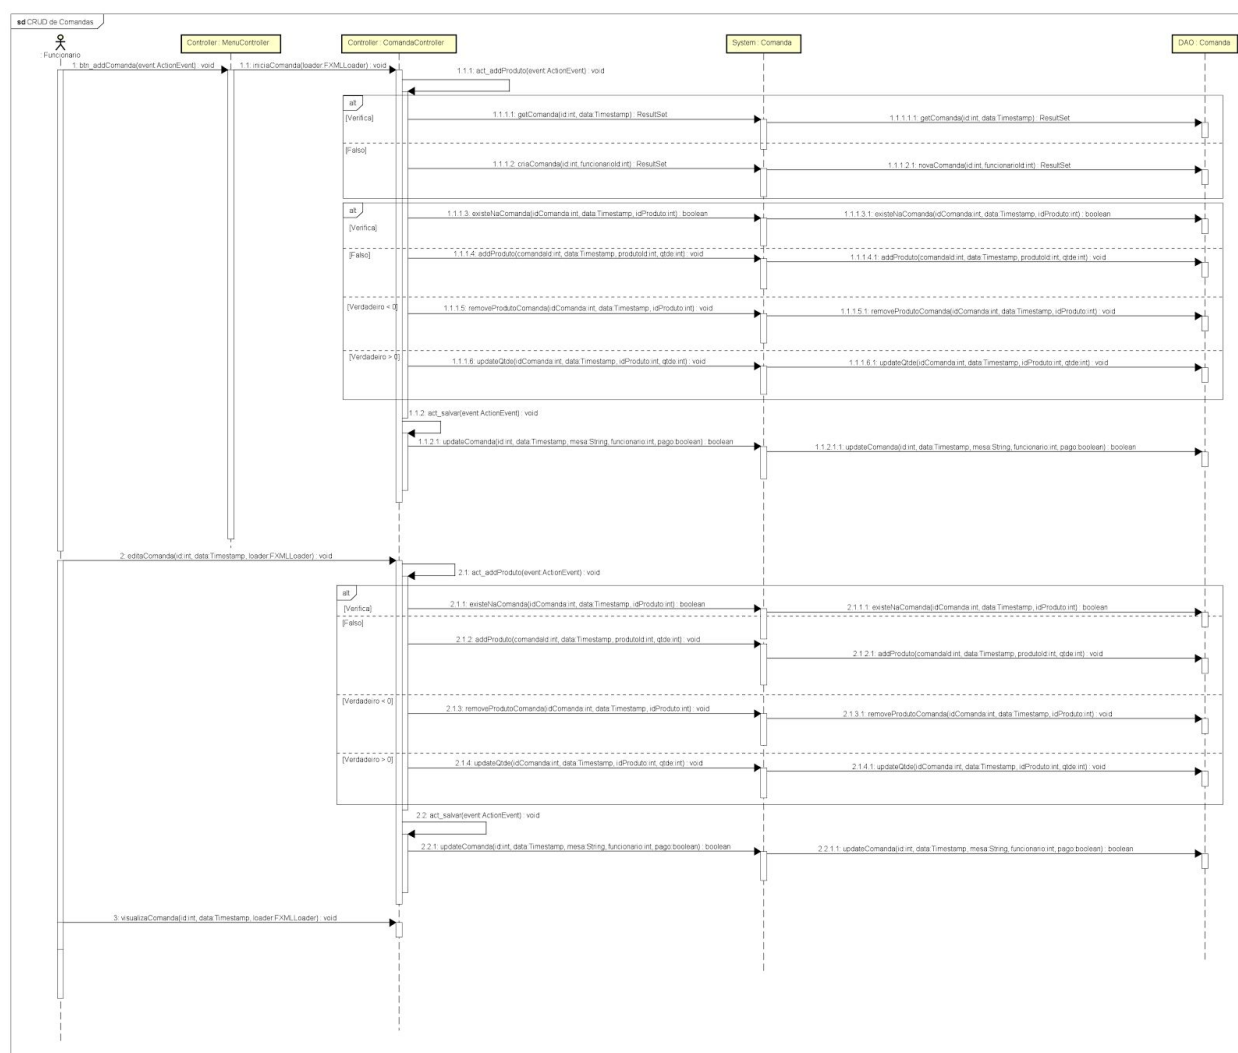 sd CRUD de Comandas
: Funcionario
Controller : MenuController
Controller : ComandaController
System : Comanda
DAO : Comanda
1: btn_addComanda(event:ActionEvent) : void
1.1: iniciaComanda(loader:FXMLLoader) : void
1.1.1: act_addProduto(event:ActionEvent) : void
alt
[Verifica]
1.1.1.1: getComanda(id:int, data:Timestamp) : ResultSet
1.1.1.1.1: getComanda(id:int, data:Timestamp) : ResultSet
[Falso]
1.1.1.2: criaComanda(id:int, funcionarioId:int) : ResultSet
1.1.1.2.1: novaComanda(id:int, funcionarioId:int) : ResultSet
alt
1.1.1.3: existeNaComanda(idComanda:int, data:Timestamp, idProduto:int) : boolean
1.1.1.3.1: existeNaComanda(idComanda:int, data:Timestamp, idProduto:int) : boolean
[Verifica]
[Falso]
1.1.1.4: addProduto(comandaId:int, data:Timestamp, produtoId:int, qtde:int) : void
1.1.1.4.1: addProduto(comandaId:int, data:Timestamp, produtoId:int, qtde:int) : void
[Verdadeiro < 0]
1.1.1.5: removeProdutoComanda(idComanda:int, data:Timestamp, idProduto:int) : void
1.1.1.5.1: removeProdutoComanda(idComanda:int, data:Timestamp, idProduto:int) : void
[Verdadeiro > 0]
1.1.1.6: updateQtde(idComanda:int, data:Timestamp, idProduto:int, qtde:int) : void
1.1.1.6.1: updateQtde(idComanda:int, data:Timestamp, idProduto:int, qtde:int) : void
1.1.2: act_salvar(event:ActionEvent) : void
1.1.2.1: updateComanda(id:int, data:Timestamp, mesa:String, funcionario:int, pago:boolean) : boolean
1.1.2.1.1: updateComanda(id:int, data:Timestamp, mesa:String, funcionario:int, pago:boolean) : boolean
2: editaComanda(id:int, data:Timestamp, loader:FXMLLoader) : void
2.1: act_addProduto(event:ActionEvent) : void
alt
[Verifica]
2.1.1: existeNaComanda(idComanda:int, data:Timestamp, idProduto:int) : boolean
2.1.1.1: existeNaComanda(idComanda:int, data:Timestamp, idProduto:int) : boolean
[Falso]
2.1.2: addProduto(comandaId:int, data:Timestamp, produtoId:int, qtde:int) : void
2.1.2.1: addProduto(comandaId:int, data:Timestamp, produtoId:int, qtde:int) : void
[Verdadeiro < 0]
2.1.3: removeProdutoComanda(idComanda:int, data:Timestamp, idProduto:int) : void
2.1.3.1: removeProdutoComanda(idComanda:int, data:Timestamp, idProduto:int) : void
[Verdadeiro > 0]
2.1.4: updateQtde(idComanda:int, data:Timestamp, idProduto:int, qtde:int) : void
2.1.4.1: updateQtde(idComanda:int, data:Timestamp, idProduto:int, qtde:int) : void
2.2: act_salvar(event:ActionEvent) : void
2.2.1: updateComanda(id:int, data:Timestamp, mesa:String, funcionario:int, pago:boolean) : boolean
2.2.1.1: updateComanda(id:int, data:Timestamp, mesa:String, funcionario:int, pago:boolean) : boolean
3: visualizaComanda(id:int, data:Timestamp, loader:FXMLLoader) : void